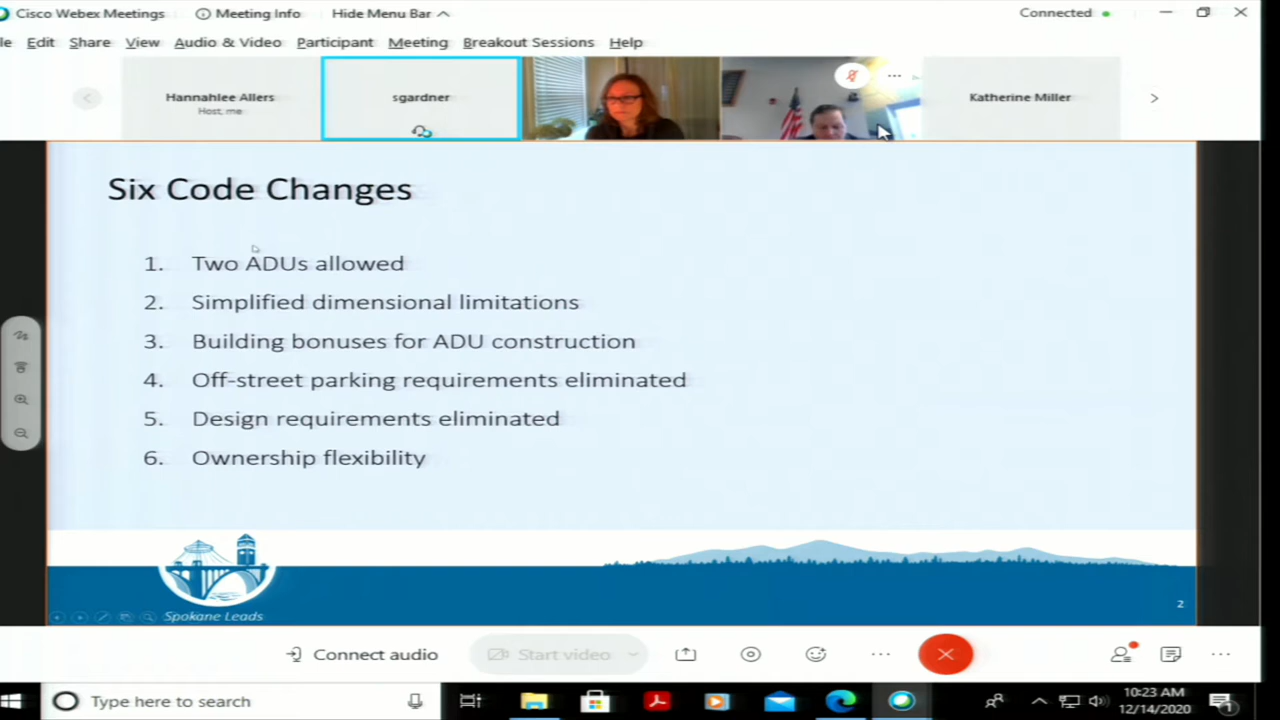 Cisco Webex Meetings
Meeting Info
Hide Menu Bar
Connected
le Edit Share View Audio & Video Participant Meeting Breakout Sessions Help
Hannahlee Allers
Host, me
sgardner
Katherine Miller
Six Code Changes
1. Two ADUs allowed
2. Simplified dimensional limitations
3. Building bonuses for ADU construction
4. Off-street parking requirements eliminated
5. Design requirements eliminated
6. Ownership flexibility
Spokane Leads
2
Connect audio
Start video
Type here to search
10:23 AM
12/14/2020
1